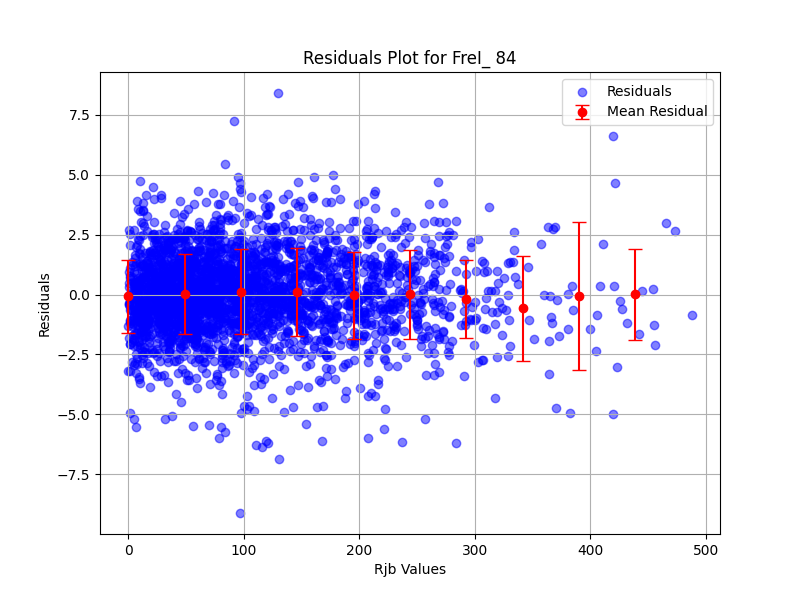 Residuals Plot for FreI_ 84
Residuals
Mean Residual
7.5
5.0
2.5
0.0
−2.5
−5.0
−7.5
Residuals
0 100 200 300 400 500
Rjb Values